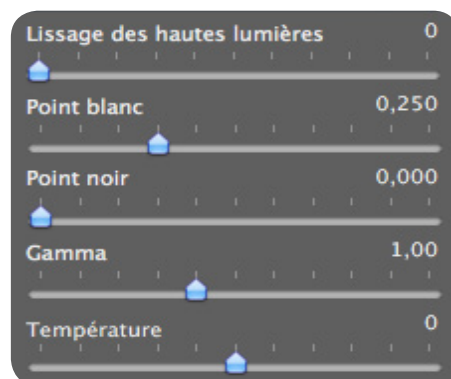 Lissage des hautes lumières 0
Point blanc 0,250
Point noir 0,000
Gamma 1,00
Température 0